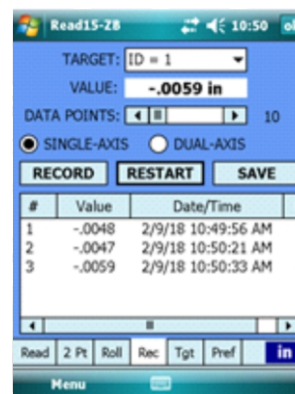 Read15-ZB 10:50 ok
TARGET: ID = 1
VALUE: -.0059 in
DATA POINTS: 10
SINGLE-AXIS DUAL-AXIS
RECORD RESTART SAVE
# Value Date/Time
1 -.0048 2/9/18 10:49:56 AM
2 -.0047 2/9/18 10:50:21 AM
3 -.0059 2/9/18 10:50:33 AM
Read 2 Pt Roll Rec Tgt Pref in
Menu